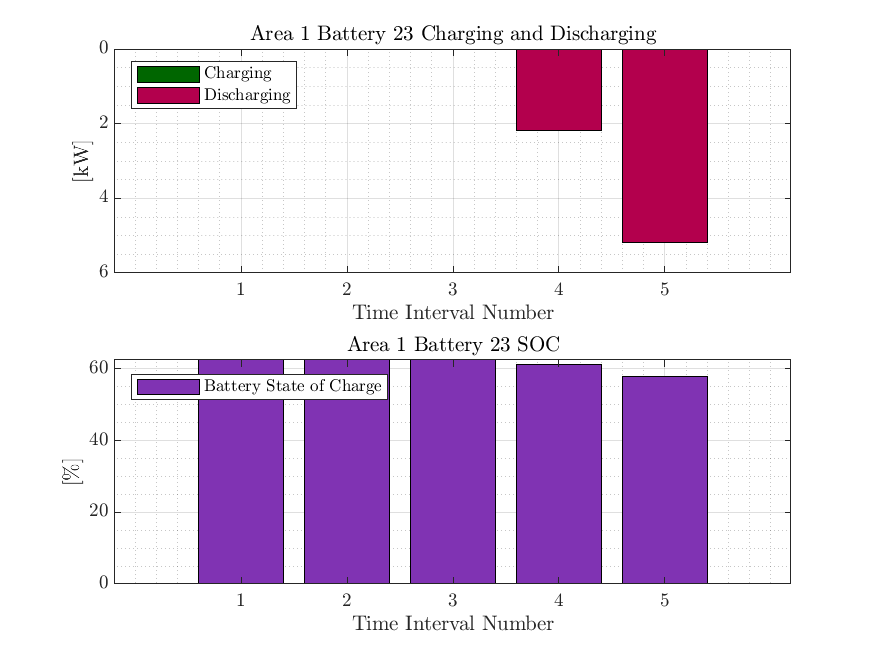 Area 1 Battery 23 Charging and Discharging
0
2
4
6
[kW]
Charging
Discharging
1 2 3 4 5
Time Interval Number
Area 1 Battery 23 SOC
60
40
20
0
[%]
Battery State of Charge
1 2 3 4 5
Time Interval Number